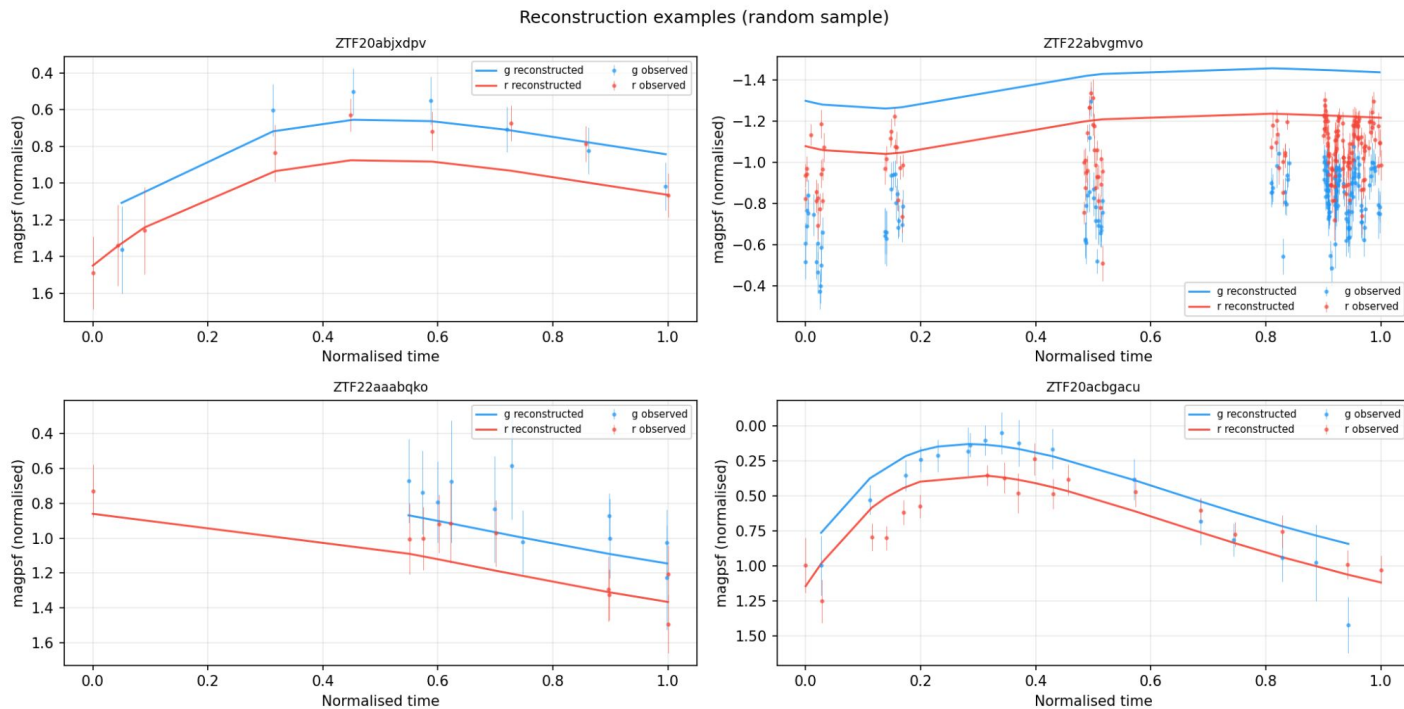 Reconstruction examples (random sample)
ZTF20abjxdpv
g reconstructed g observed
r reconstructed r observed
0.4
0.6
0.8
1.0
1.2
1.4
1.6
magpsf (normalised)
0.0 0.2 0.4 0.6 0.8 1.0
Normalised time
ZTF22abvgmvo
−1.4
−1.2
−1.0
−0.8
−0.6
−0.4
magpsf (normalised)
g reconstructed g observed
r reconstructed r observed
0.0 0.2 0.4 0.6 0.8 1.0
Normalised time
ZTF22aaabqko
g reconstructed g observed
r reconstructed r observed
0.4
0.6
0.8
1.0
1.2
1.4
1.6
magpsf (normalised)
0.0 0.2 0.4 0.6 0.8 1.0
Normalised time
ZTF20acbgacu
g reconstructed g observed
r reconstructed r observed
0.00
0.25
0.50
0.75
1.00
1.25
1.50
magpsf (normalised)
0.0 0.2 0.4 0.6 0.8 1.0
Normalised time